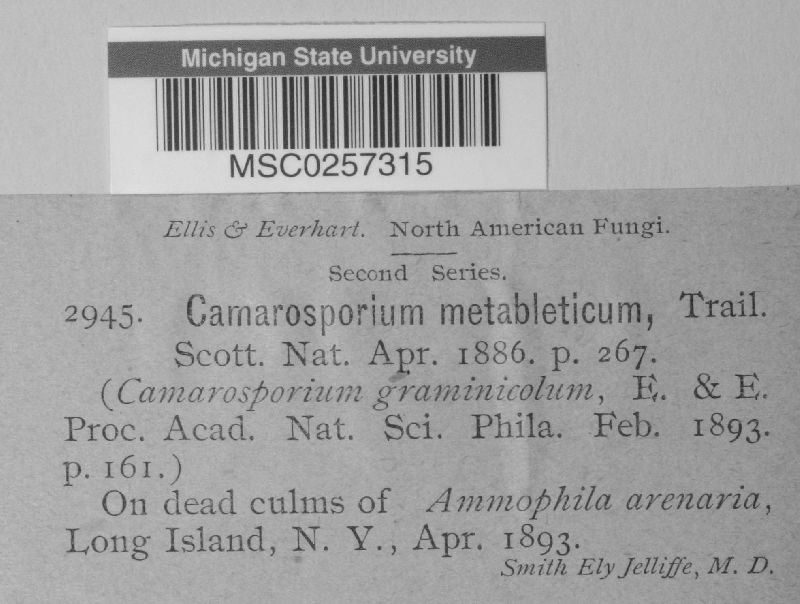 Michigan State University
MSC0257315
Ellis & Everhart. North American Fungi.
Second Series.
2945. Camarosporium metableticum, Trail.
Scott. Nat. Apr. 1886. p. 267.
(Camarosporium graminicolum, E. & E.
Proc. Acad. Nat. Sci. Phila. Feb. 1893.
p. 161.)
On dead culms of Ammophila arenaria,
Long Island, N. Y., Apr. 1893.
Smith Ely Jelliffe, M. D.